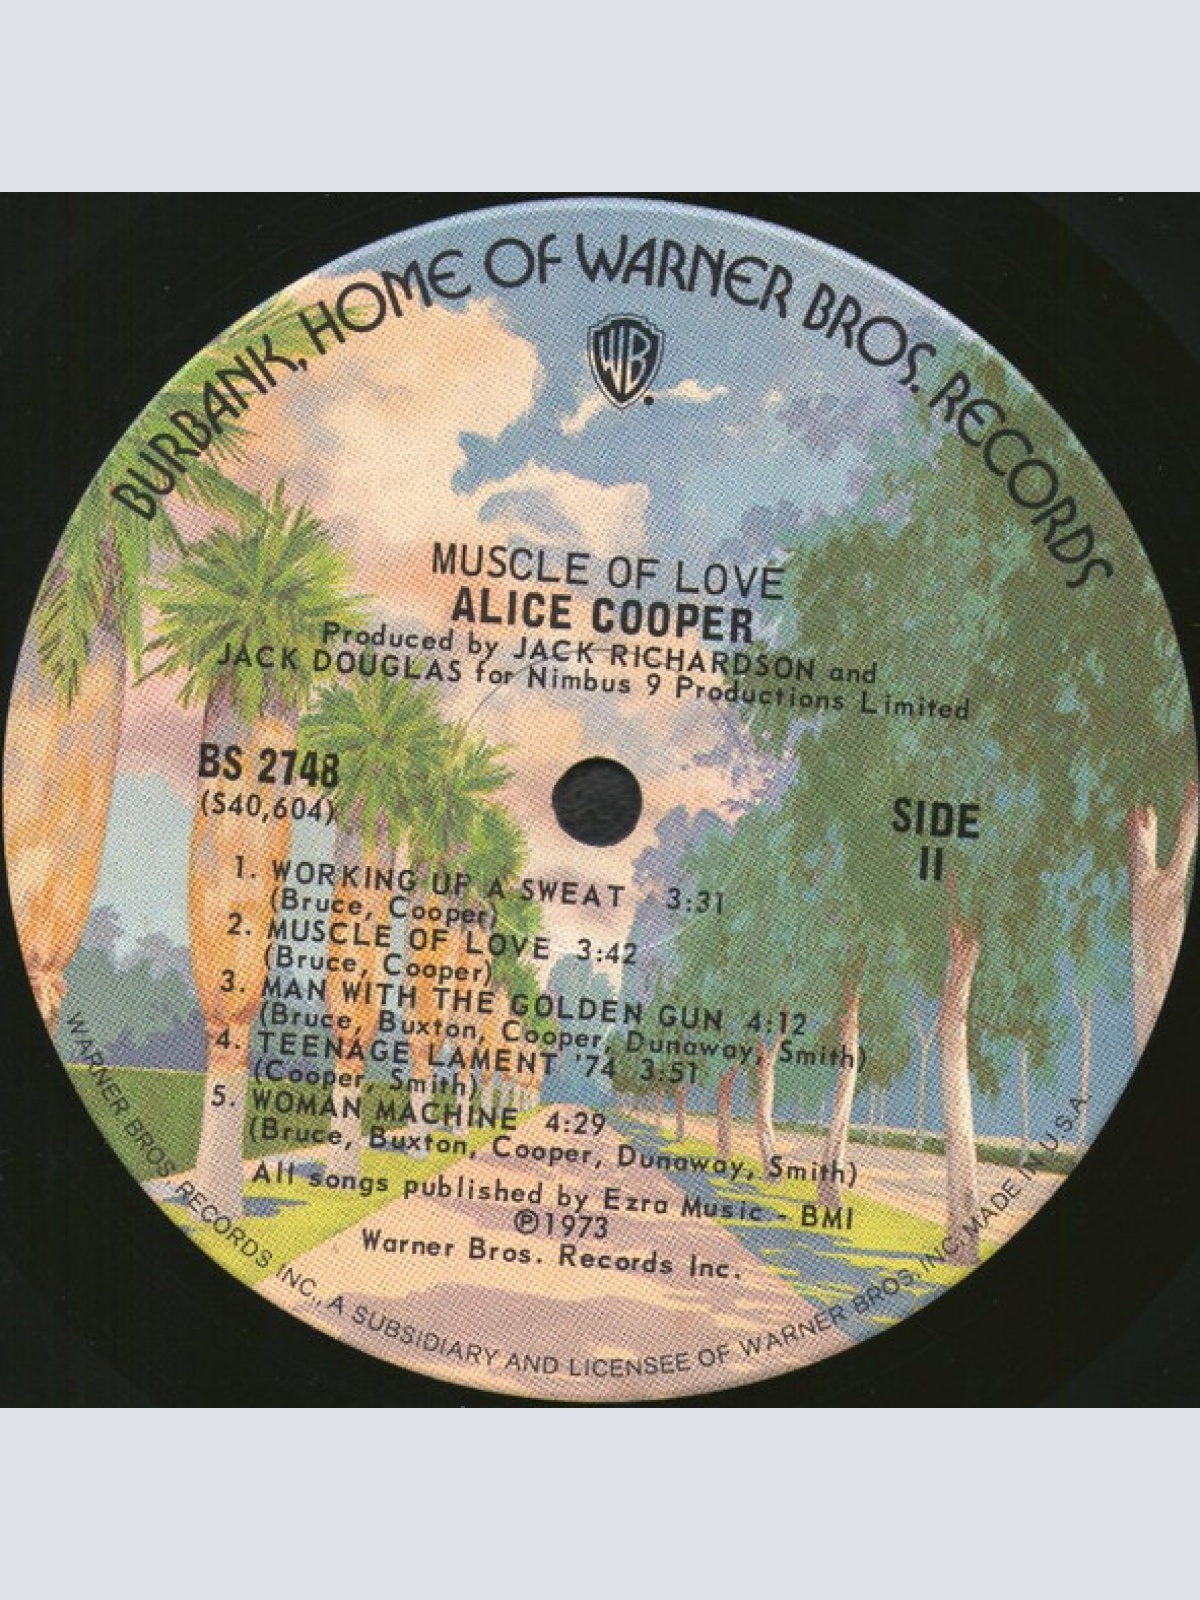 BURBANK, HOME OF WARNER BROS. RECORDS
WB
MUSCLE OF LOVE
ALICE COOPER
Produced by JACK RICHARDSON and
JACK DOUGLAS for Nimbus 9 Productions Limited
BS 2748
(S40,604)
SIDE
II
1. WORKING UP A SWEAT 3:31
(Bruce, Cooper)
2. MUSCLE OF LOVE 3:42
(Bruce, Cooper)
3. MAN WITH THE GOLDEN GUN 4:12
(Bruce, Buxton, Cooper, Dunaway, Smith)
4. TEENAGE LAMENT '74 3:51
(Cooper, Smith)
5. WOMAN MACHINE 4:29
(Bruce, Buxton, Cooper, Dunaway, Smith)
All songs published by Ezra Music - BMI
℗1973
Warner Bros. Records Inc.
WARNER BROS. RECORDS INC., A SUBSIDIARY AND LICENSEE OF WARNER BROS. INC. MADE IN U.S.A.